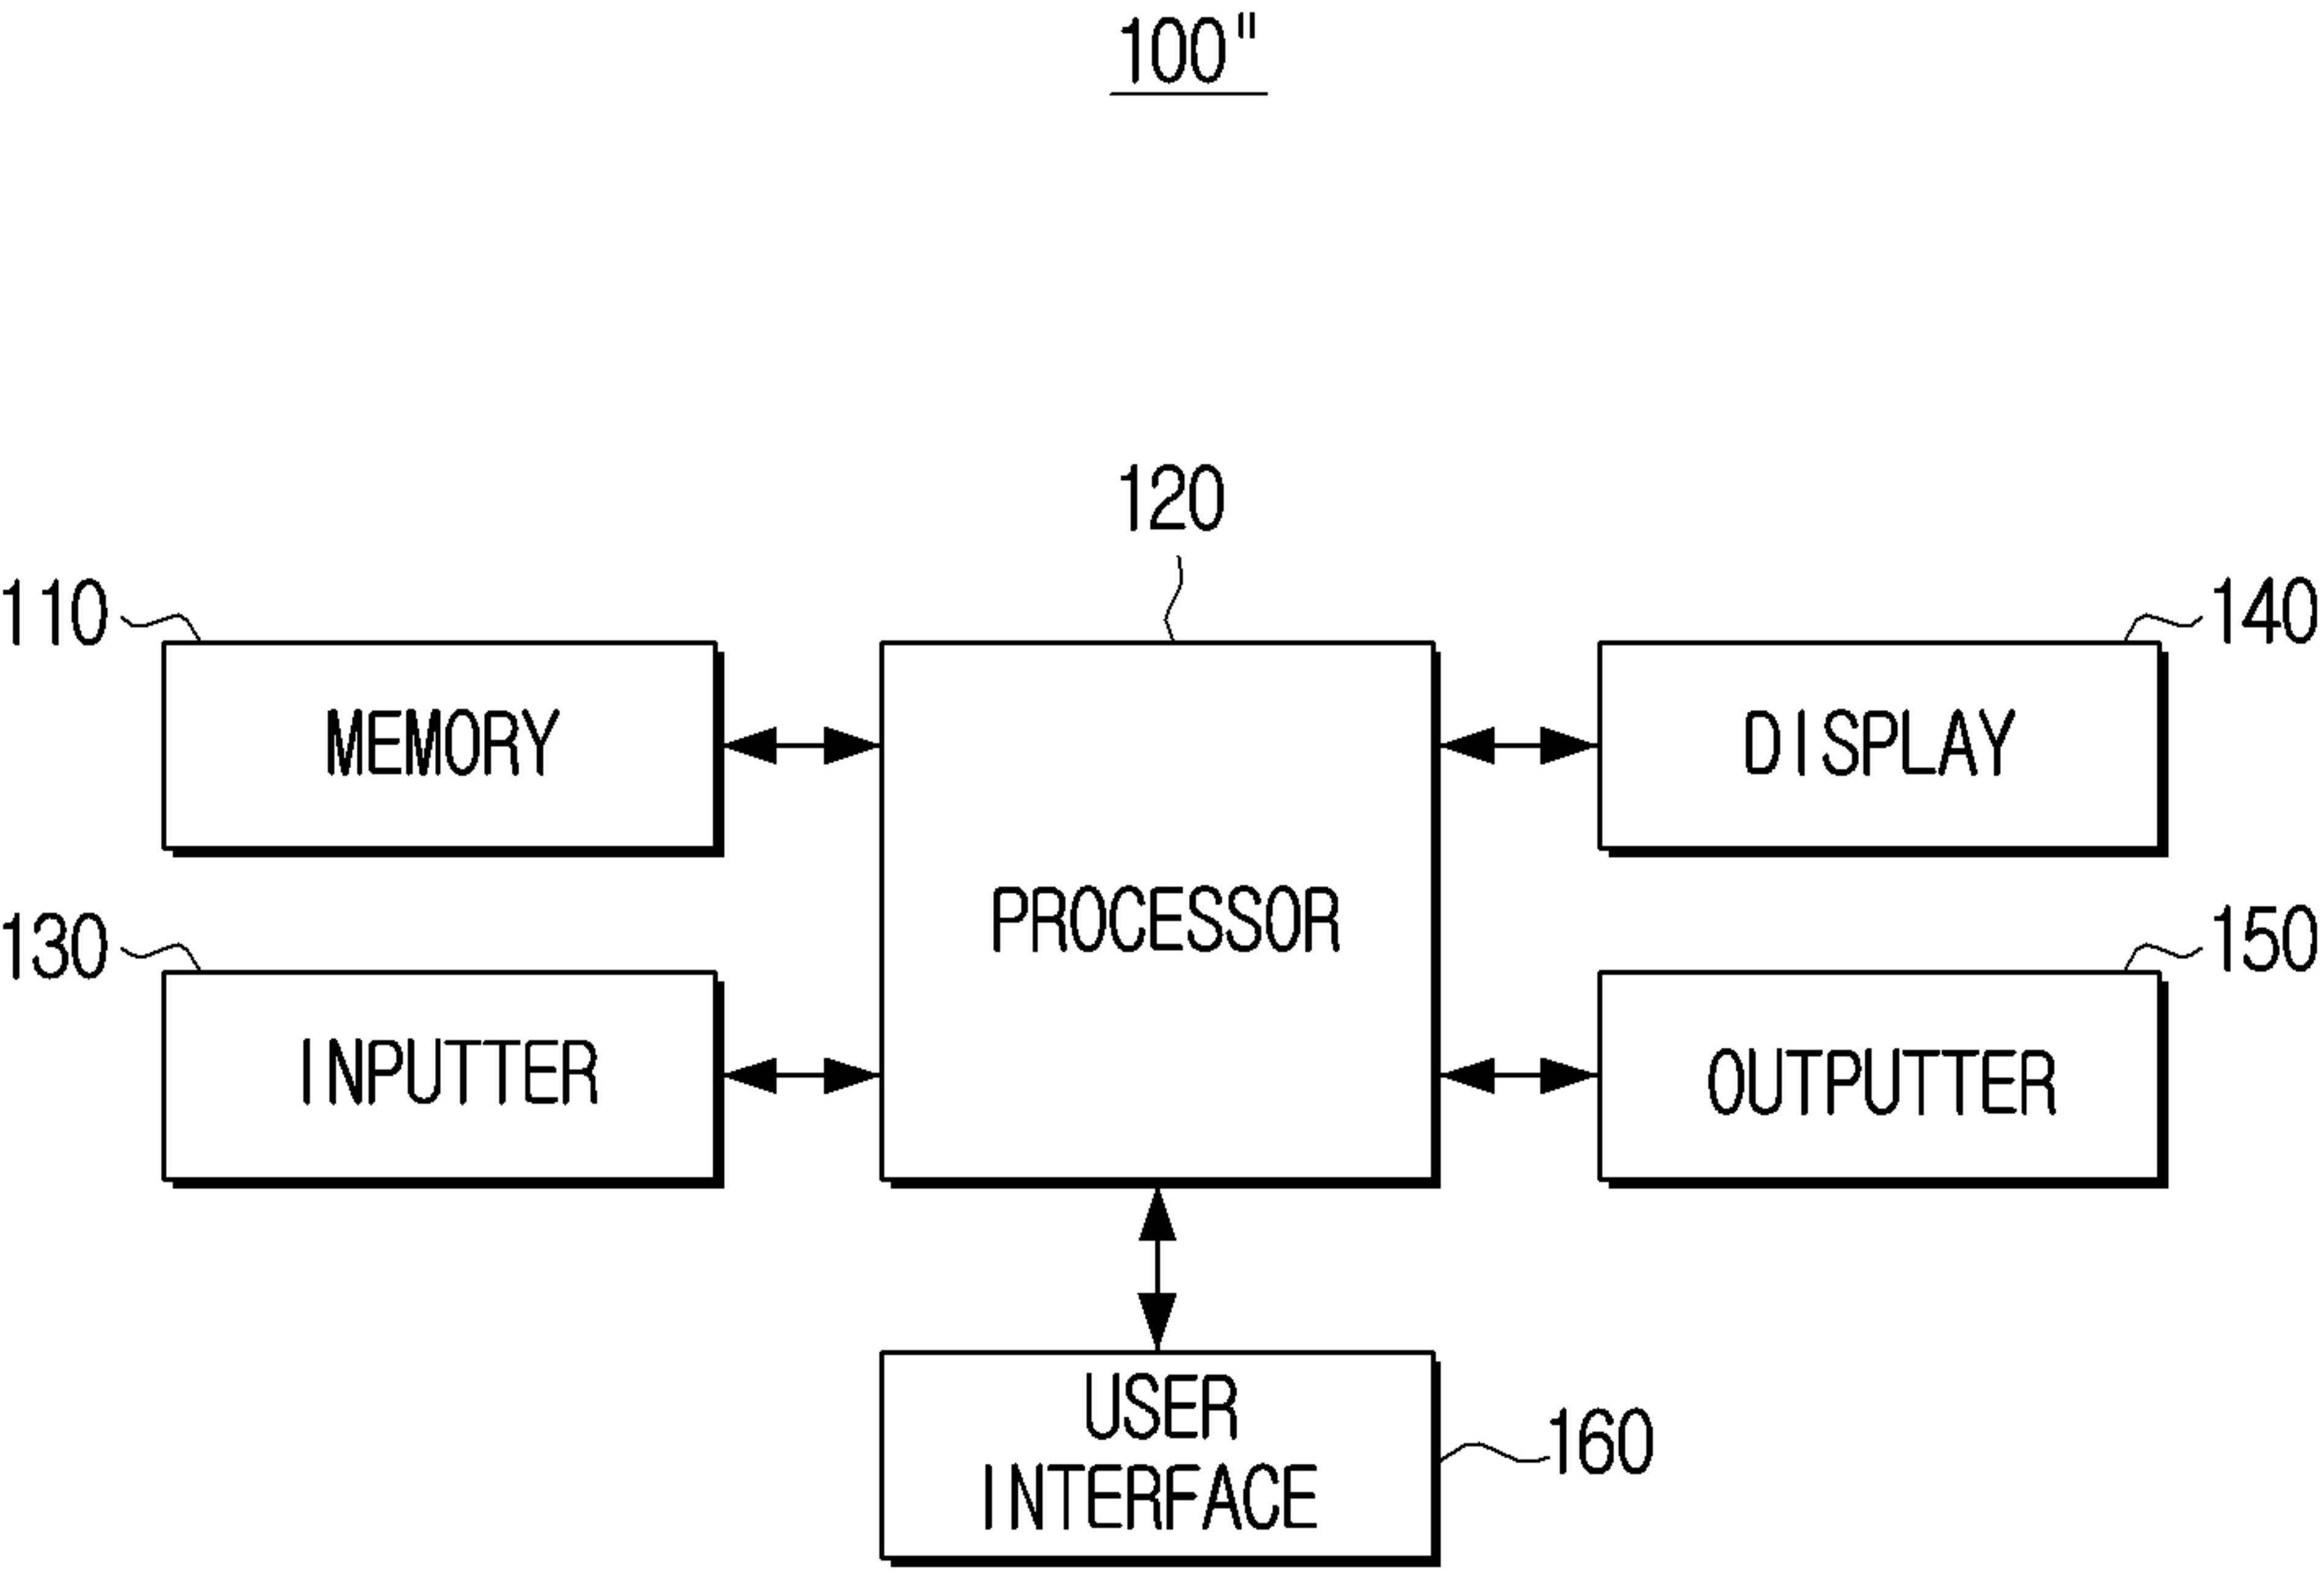 100"
120
110
140
MEMORY
DISPLAY
PROCESSOR
130
150
INPUTTER
OUTPUTTER
USER
INTERFACE
160